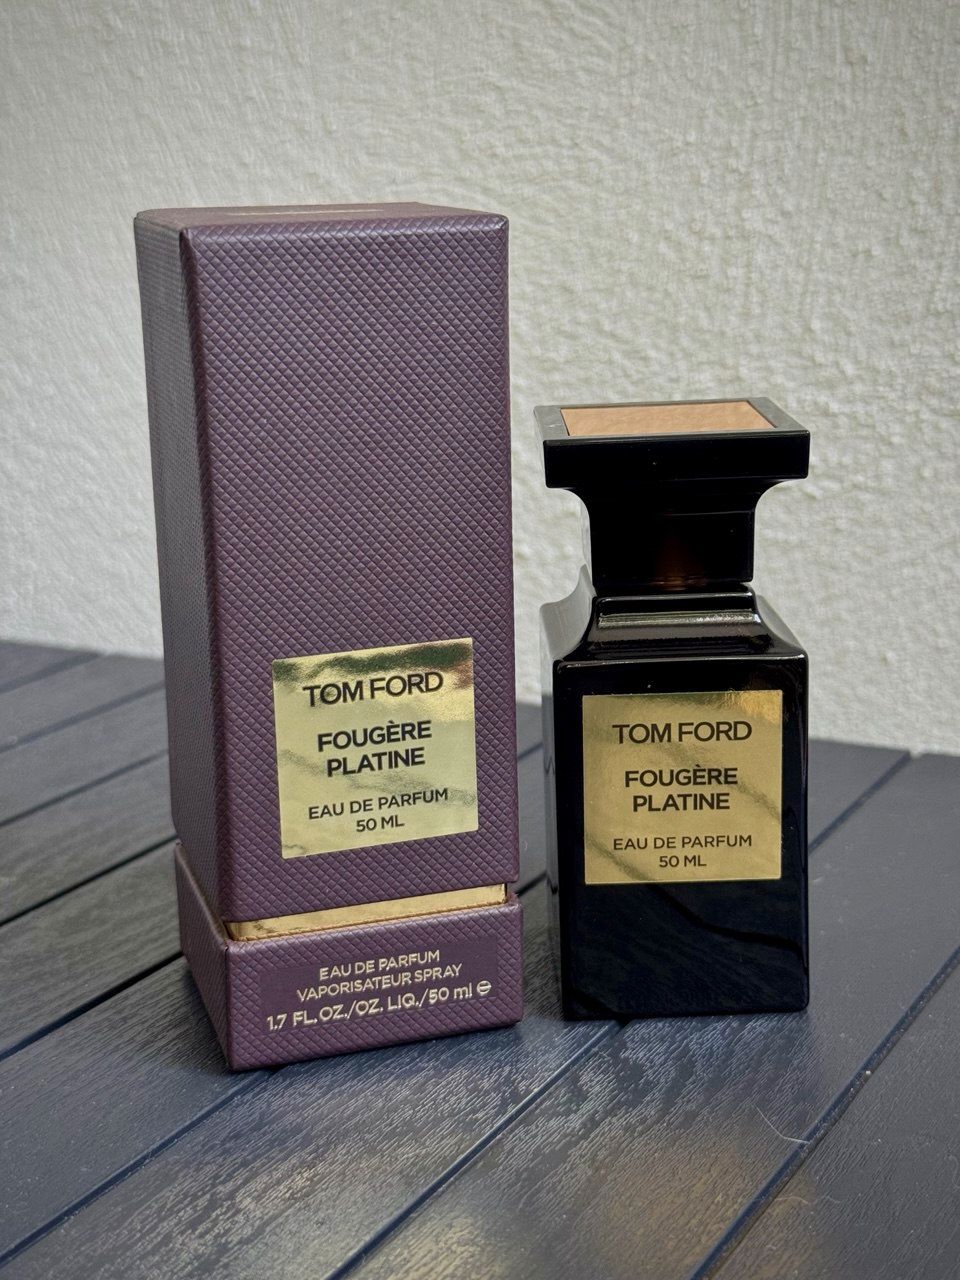 TOM FORD
FOUGÈRE
PLATINE
EAU DE PARFUM
50 ML
EAU DE PARFUM
VAPORISATEUR SPRAY
1.7 FL. OZ./OZ. LIQ./50 ml ℮
TOM FORD
FOUGÈRE
PLATINE
EAU DE PARFUM
50 ML